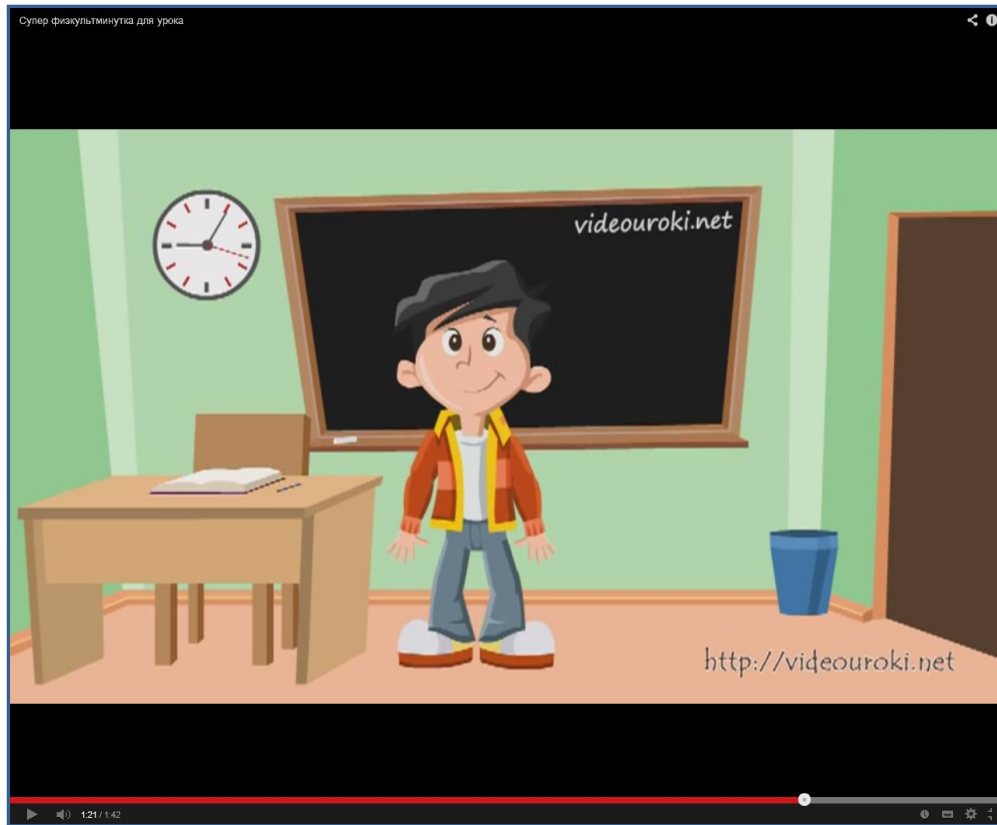 Супер физкультминутка для урока
videouroki.net
http://videouroki.net
1:21 / 1:42